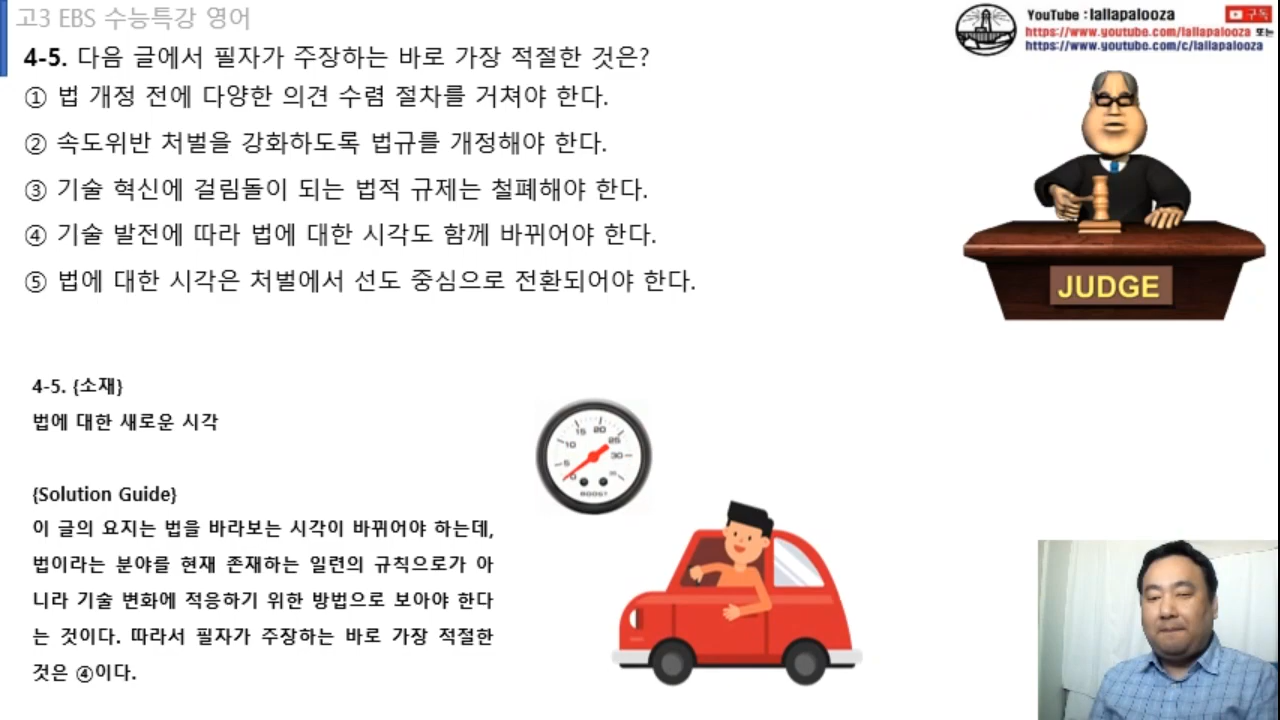 고3 EBS 수능특강 영어
YouTube : lallapalooza
구독
https://www.youtube.com/lallapalooza 또는
https://www.youtube.com/c/lallapalooza
4-5. 다음 글에서 필자가 주장하는 바로 가장 적절한 것은?
① 법 개정 전에 다양한 의견 수렴 절차를 거쳐야 한다.
② 속도위반 처벌을 강화하도록 법규를 개정해야 한다.
③ 기술 혁신에 걸림돌이 되는 법적 규제는 철폐해야 한다.
④ 기술 발전에 따라 법에 대한 시각도 함께 바뀌어야 한다.
⑤ 법에 대한 시각은 처벌에서 선도 중심으로 전환되어야 한다.
JUDGE
4-5. {소재}
법에 대한 새로운 시각
{Solution Guide}
이 글의 요지는 법을 바라보는 시각이 바뀌어야 하는데,
법이라는 분야를 현재 존재하는 일련의 규칙으로가 아
니라 기술 변화에 적응하기 위한 방법으로 보아야 한다
는 것이다. 따라서 필자가 주장하는 바로 가장 적절한
것은 ④이다.
0 5 10 15 20 25 30
BOOST